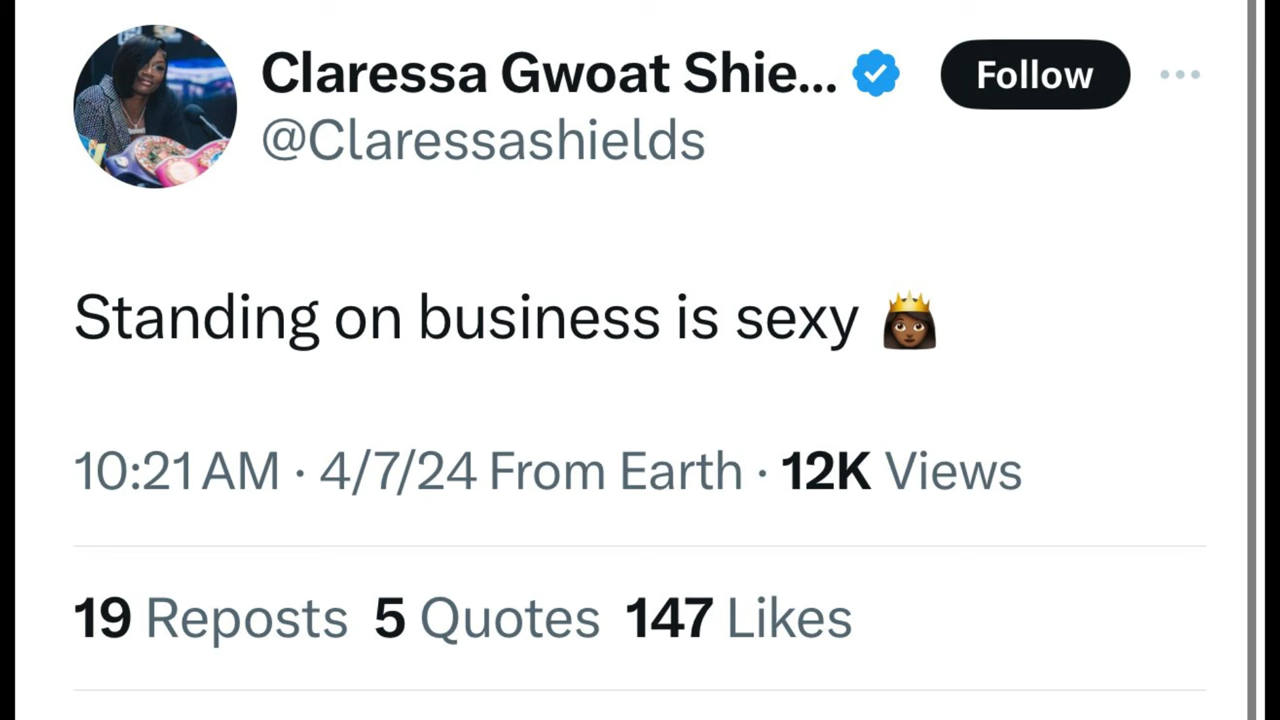 Claressa Gwoat Shie...
Follow
@Claressashields
Standing on business is sexy 👸🏾
10:21 AM · 4/7/24 From Earth · 12K Views
19 Reposts 5 Quotes 147 Likes